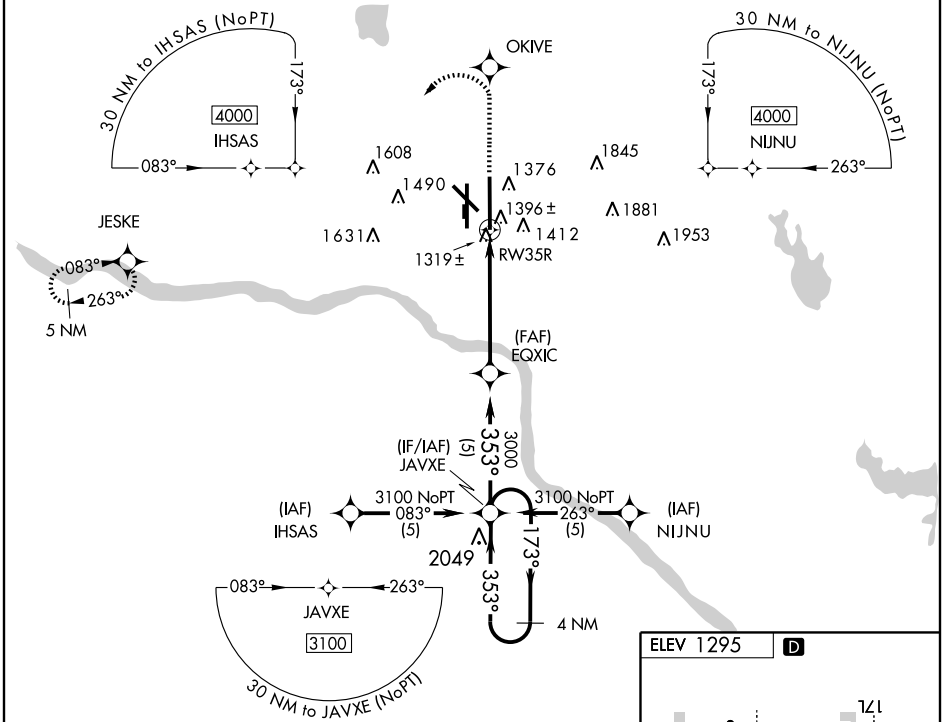 30 NM to IHSAS (NoPT)
173°
4000
IHSAS
083°
OKIVE
30 NM to NIJNU (NoPT)
173°
4000
NIJNU
263°
1608
1490
1376
1845
1396±
1881
1631
1412
1953
1319±
RW35R
JESKE
083°
263°
5 NM
(FAF)
EQXIC
3000
353°
(5)
(IF/IAF)
JAVXE
(IAF)
IHSAS
3100 NoPT
083°
(5)
3100 NoPT
263°
(5)
(IAF)
NIJNU
2049
353°
173°
4 NM
083°
263°
JAVXE
3100
30 NM to JAVXE (NoPT)
ELEV 1295
D
17L